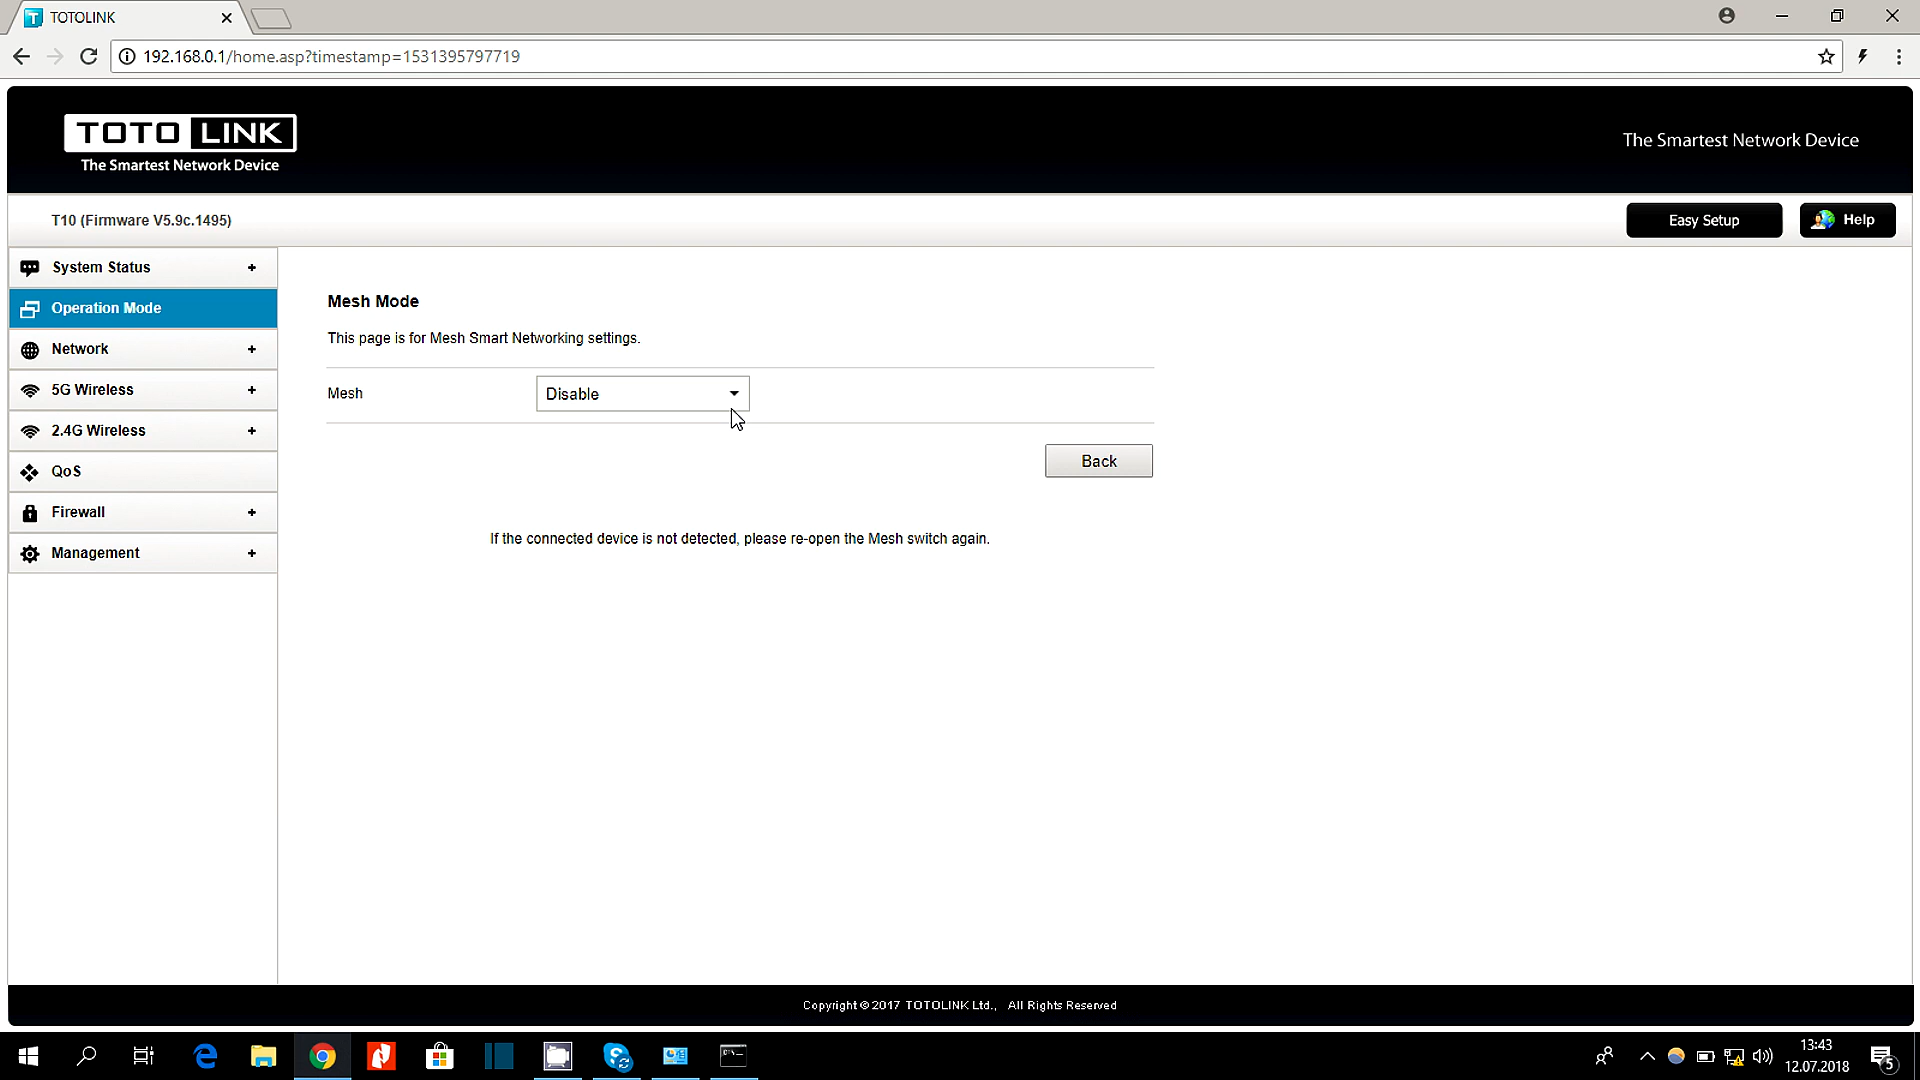 TOTOLINK
192.168.0.1/home.asp?timestamp=1531395797719
TOTO LINK
The Smartest Network Device
The Smartest Network Device
T10 (Firmware V5.9c.1495)
Easy Setup
Help
System Status +
Operation Mode
Network +
5G Wireless +
2.4G Wireless +
QoS
Firewall +
Management +
Mesh Mode
This page is for Mesh Smart Networking settings.
Mesh
Disable
Back
If the connected device is not detected, please re-open the Mesh switch again.
Copyright © 2017 TOTOLINK Ltd., All Rights Reserved
13:43
12.07.2018
5